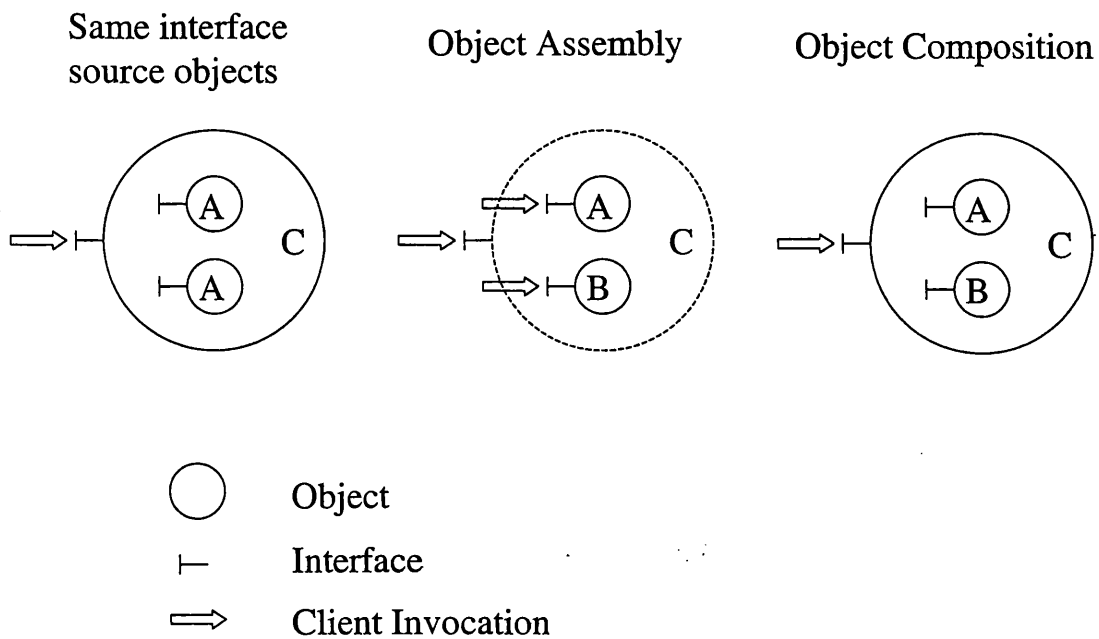 Same interface
source objects
Object Assembly
Object Composition
A
A
C
A
B
C
A
B
C
Object
Interface
Client Invocation